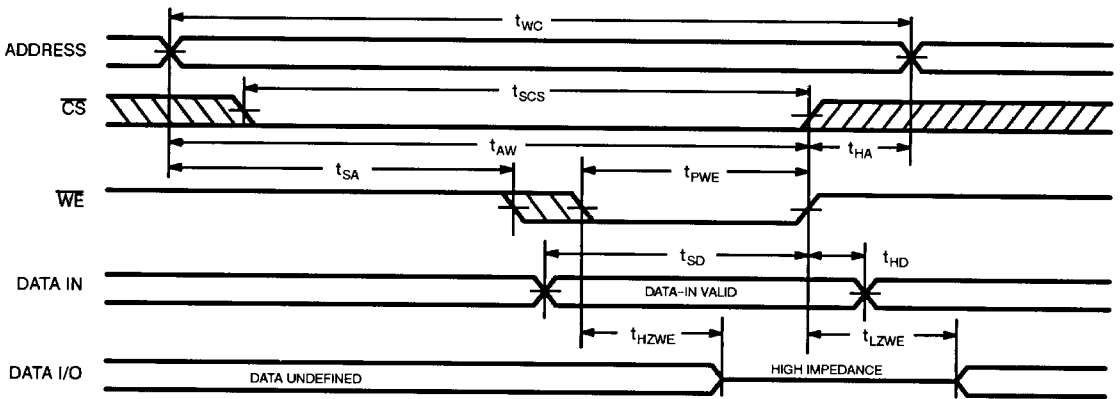 tWC
ADDRESS
tSCS
CS
tAW
tHA
tSA
tPWE
WE
tSD
tHD
DATA IN
DATA-IN VALID
tHZWE
tLZWE
DATA I/O
DATA UNDEFINED
HIGH IMPEDANCE